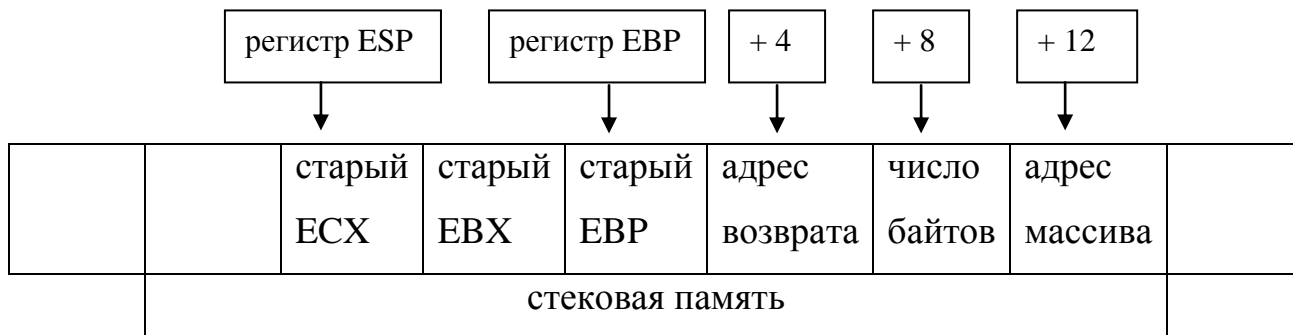 регистр ESP
регистр EBP
+ 4
+ 8
+ 12
старый
ECX
старый
EBX
старый
EBP
адрес
возврата
число
байтов
адрес
массива
стековая память